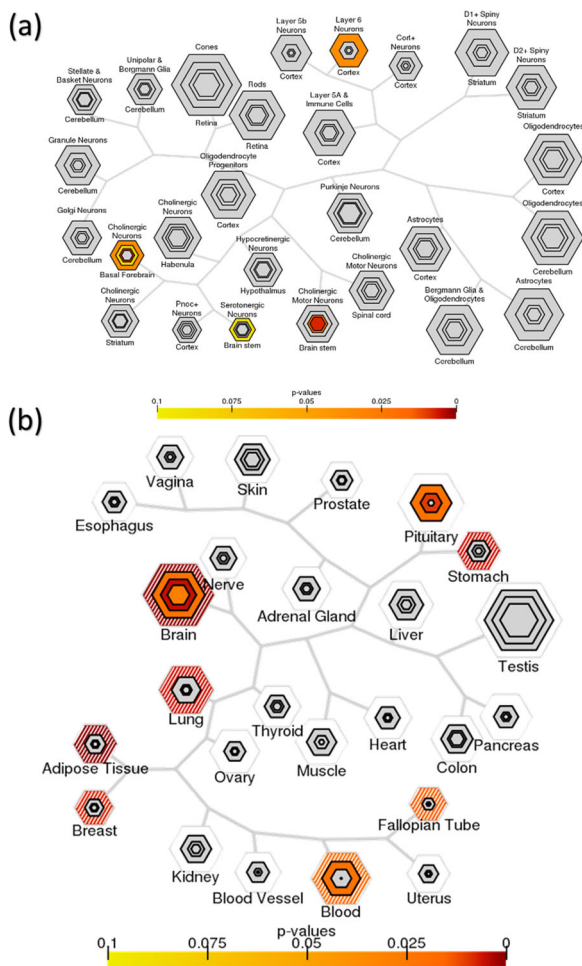 (a)
Layer 5b
Neurons
Cortex
Layer 6
Neurons
Cortex
Cort+
Neurons
Cortex
D1+ Spiny
Neurons
Striatum
D2+ Spiny
Neurons
Striatum
Cones
Retina
Unipolar &
Bergmann Glia
Cerebellum
Stellate &
Basket Neurons
Cerebellum
Rods
Retina
Layer 5A &
Immune Cells
Cortex
Oligodendrocytes
Cortex
Granule Neurons
Cerebellum
Oligodendrocyte
Progenitors
Cortex
Purkinje Neurons
Cerebellum
Oligodendrocytes
Cerebellum
Golgi Neurons
Cerebellum
Cholinergic
Neurons
Basal Forebrain
Cholinergic
Neurons
Habenula
Hypocretinergic
Neurons
Hypothalmus
Astrocytes
Cortex
Cholinergic
Motor Neurons
Spinal cord
Cholinergic
Neurons
Striatum
Pnoc+
Neurons
Cortex
Serotonergic
Neurons
Brain stem
Cholinergic
Motor Neurons
Brain stem
Bergmann Glia &
Oligodendrocytes
Cerebellum
Astrocytes
Cerebellum
p-values
0.1 0.075 0.05 0.025 0
(b)
Vagina
Skin
Prostate
Esophagus
Pituitary
Stomach
Nerve
Brain
Adrenal Gland
Liver
Testis
Lung
Thyroid
Heart
Pancreas
Adipose Tissue
Ovary
Muscle
Colon
Breast
Fallopian Tube
Kidney
Blood Vessel
Blood
Uterus
p-values
0.1 0.075 0.05 0.025 0